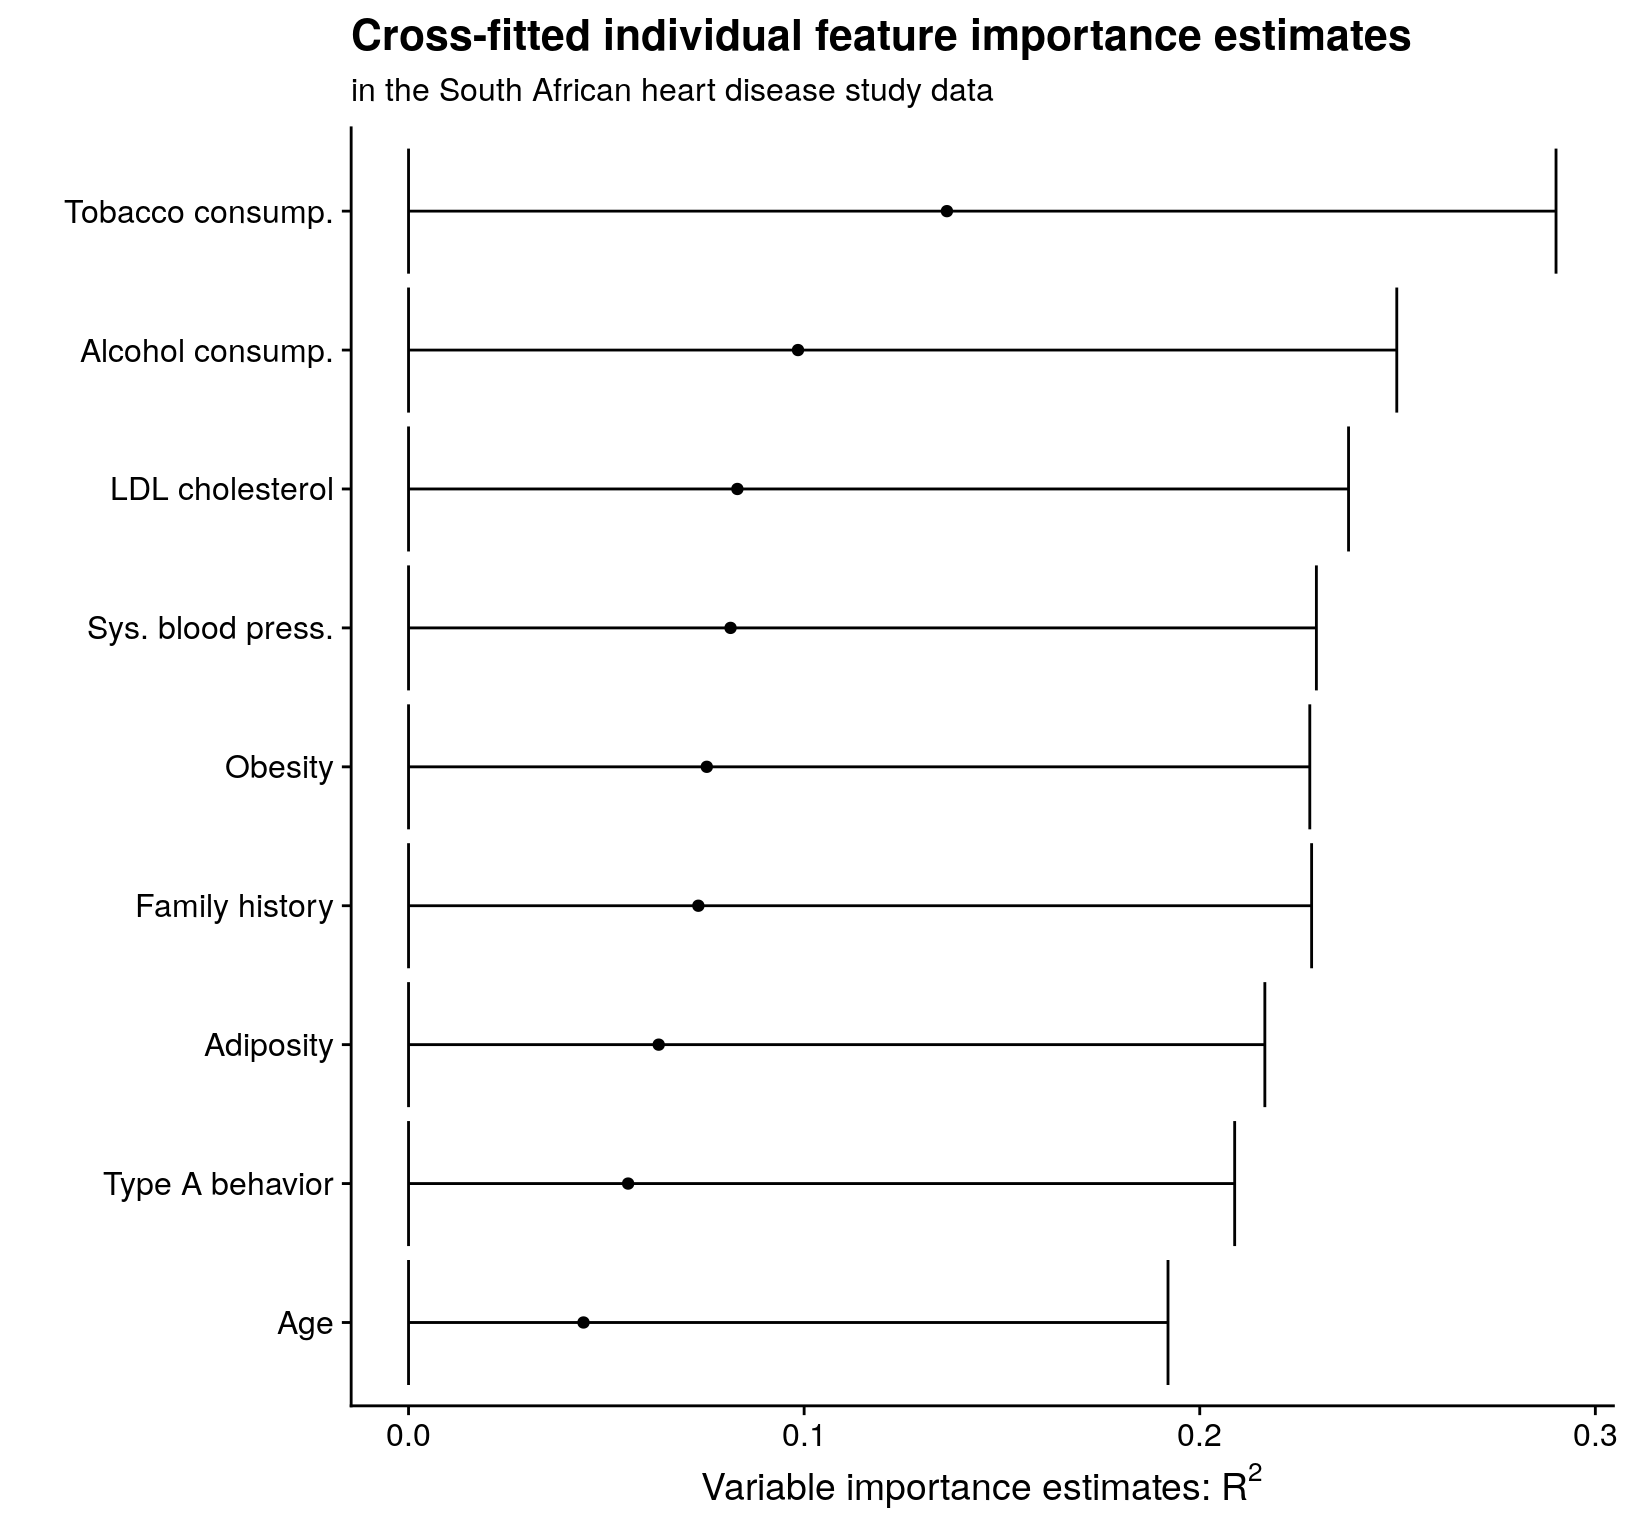 Cross-fitted individual feature importance estimates
in the South African heart disease study data
Tobacco consump.
Alcohol consump.
LDL cholesterol
Sys. blood press.
Obesity
Family history
Adiposity
Type A behavior
Age
0.0 0.1 0.2 0.3
Variable importance estimates: R²